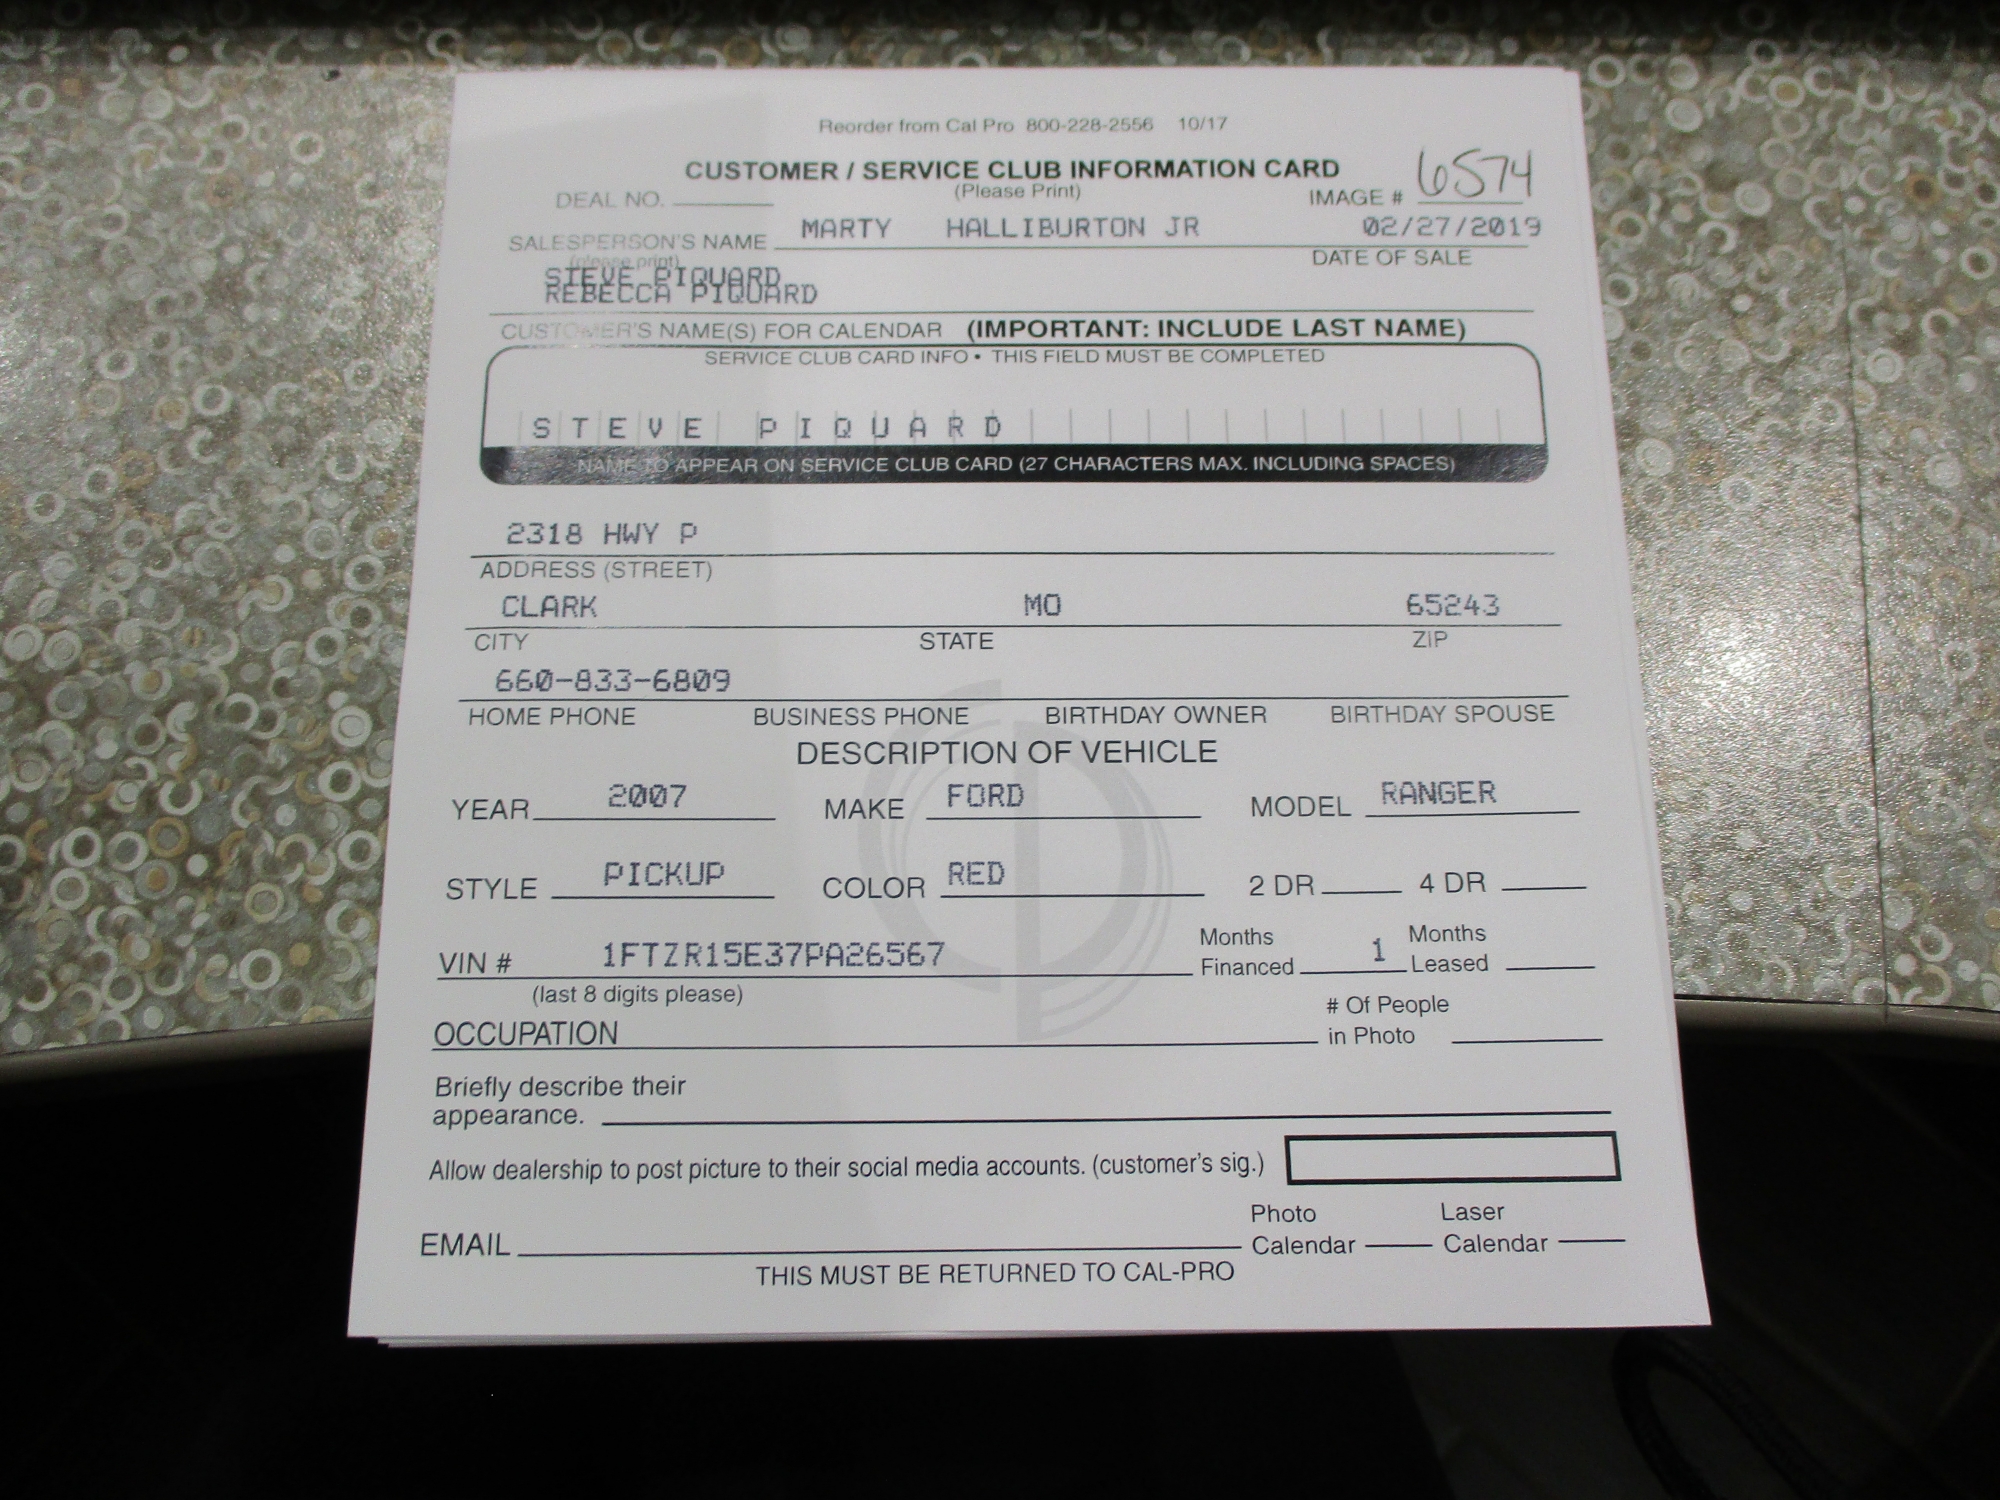 Reorder from Cal Pro 800-228-2556 10/17
CUSTOMER / SERVICE CLUB INFORMATION CARD
(Please Print)
DEAL NO. IMAGE # 6574
SALESPERSON'S NAME MARTY HALLIBURTON JR 02/27/2019
(please print) DATE OF SALE
STEVE PIQUARD
REBECCA PIQUARD
CUSTOMER'S NAME(S) FOR CALENDAR (IMPORTANT: INCLUDE LAST NAME)
SERVICE CLUB CARD INFO • THIS FIELD MUST BE COMPLETED
STEVE PIQUARD
NAME TO APPEAR ON SERVICE CLUB CARD (27 CHARACTERS MAX. INCLUDING SPACES)
2318 HWY P
ADDRESS (STREET)
CLARK MO 65243
CITY STATE ZIP
660-833-6809
HOME PHONE BUSINESS PHONE BIRTHDAY OWNER BIRTHDAY SPOUSE
DESCRIPTION OF VEHICLE
YEAR 2007 MAKE FORD MODEL RANGER
STYLE PICKUP COLOR RED 2 DR 4 DR
VIN # 1FTZR15E37PA26567 Months Financed 1 Months Leased
(last 8 digits please)
OCCUPATION # Of People in Photo
Briefly describe their
appearance.
Allow dealership to post picture to their social media accounts. (customer's sig.)
EMAIL Photo Calendar Laser Calendar
THIS MUST BE RETURNED TO CAL-PRO